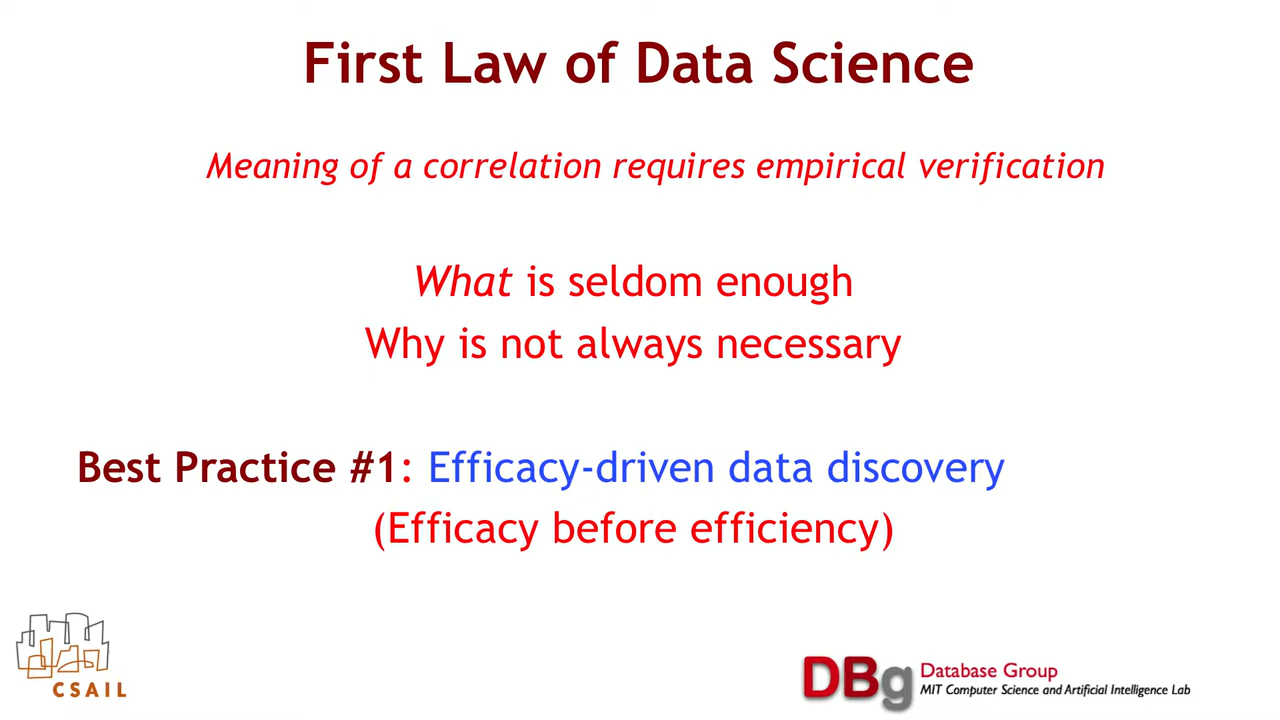 First Law of Data Science
Meaning of a correlation requires empirical verification
What is seldom enough
Why is not always necessary
Best Practice #1: Efficacy-driven data discovery
(Efficacy before efficiency)
CSAIL
DBg
Database Group
MIT Computer Science and Artificial Intelligence Lab